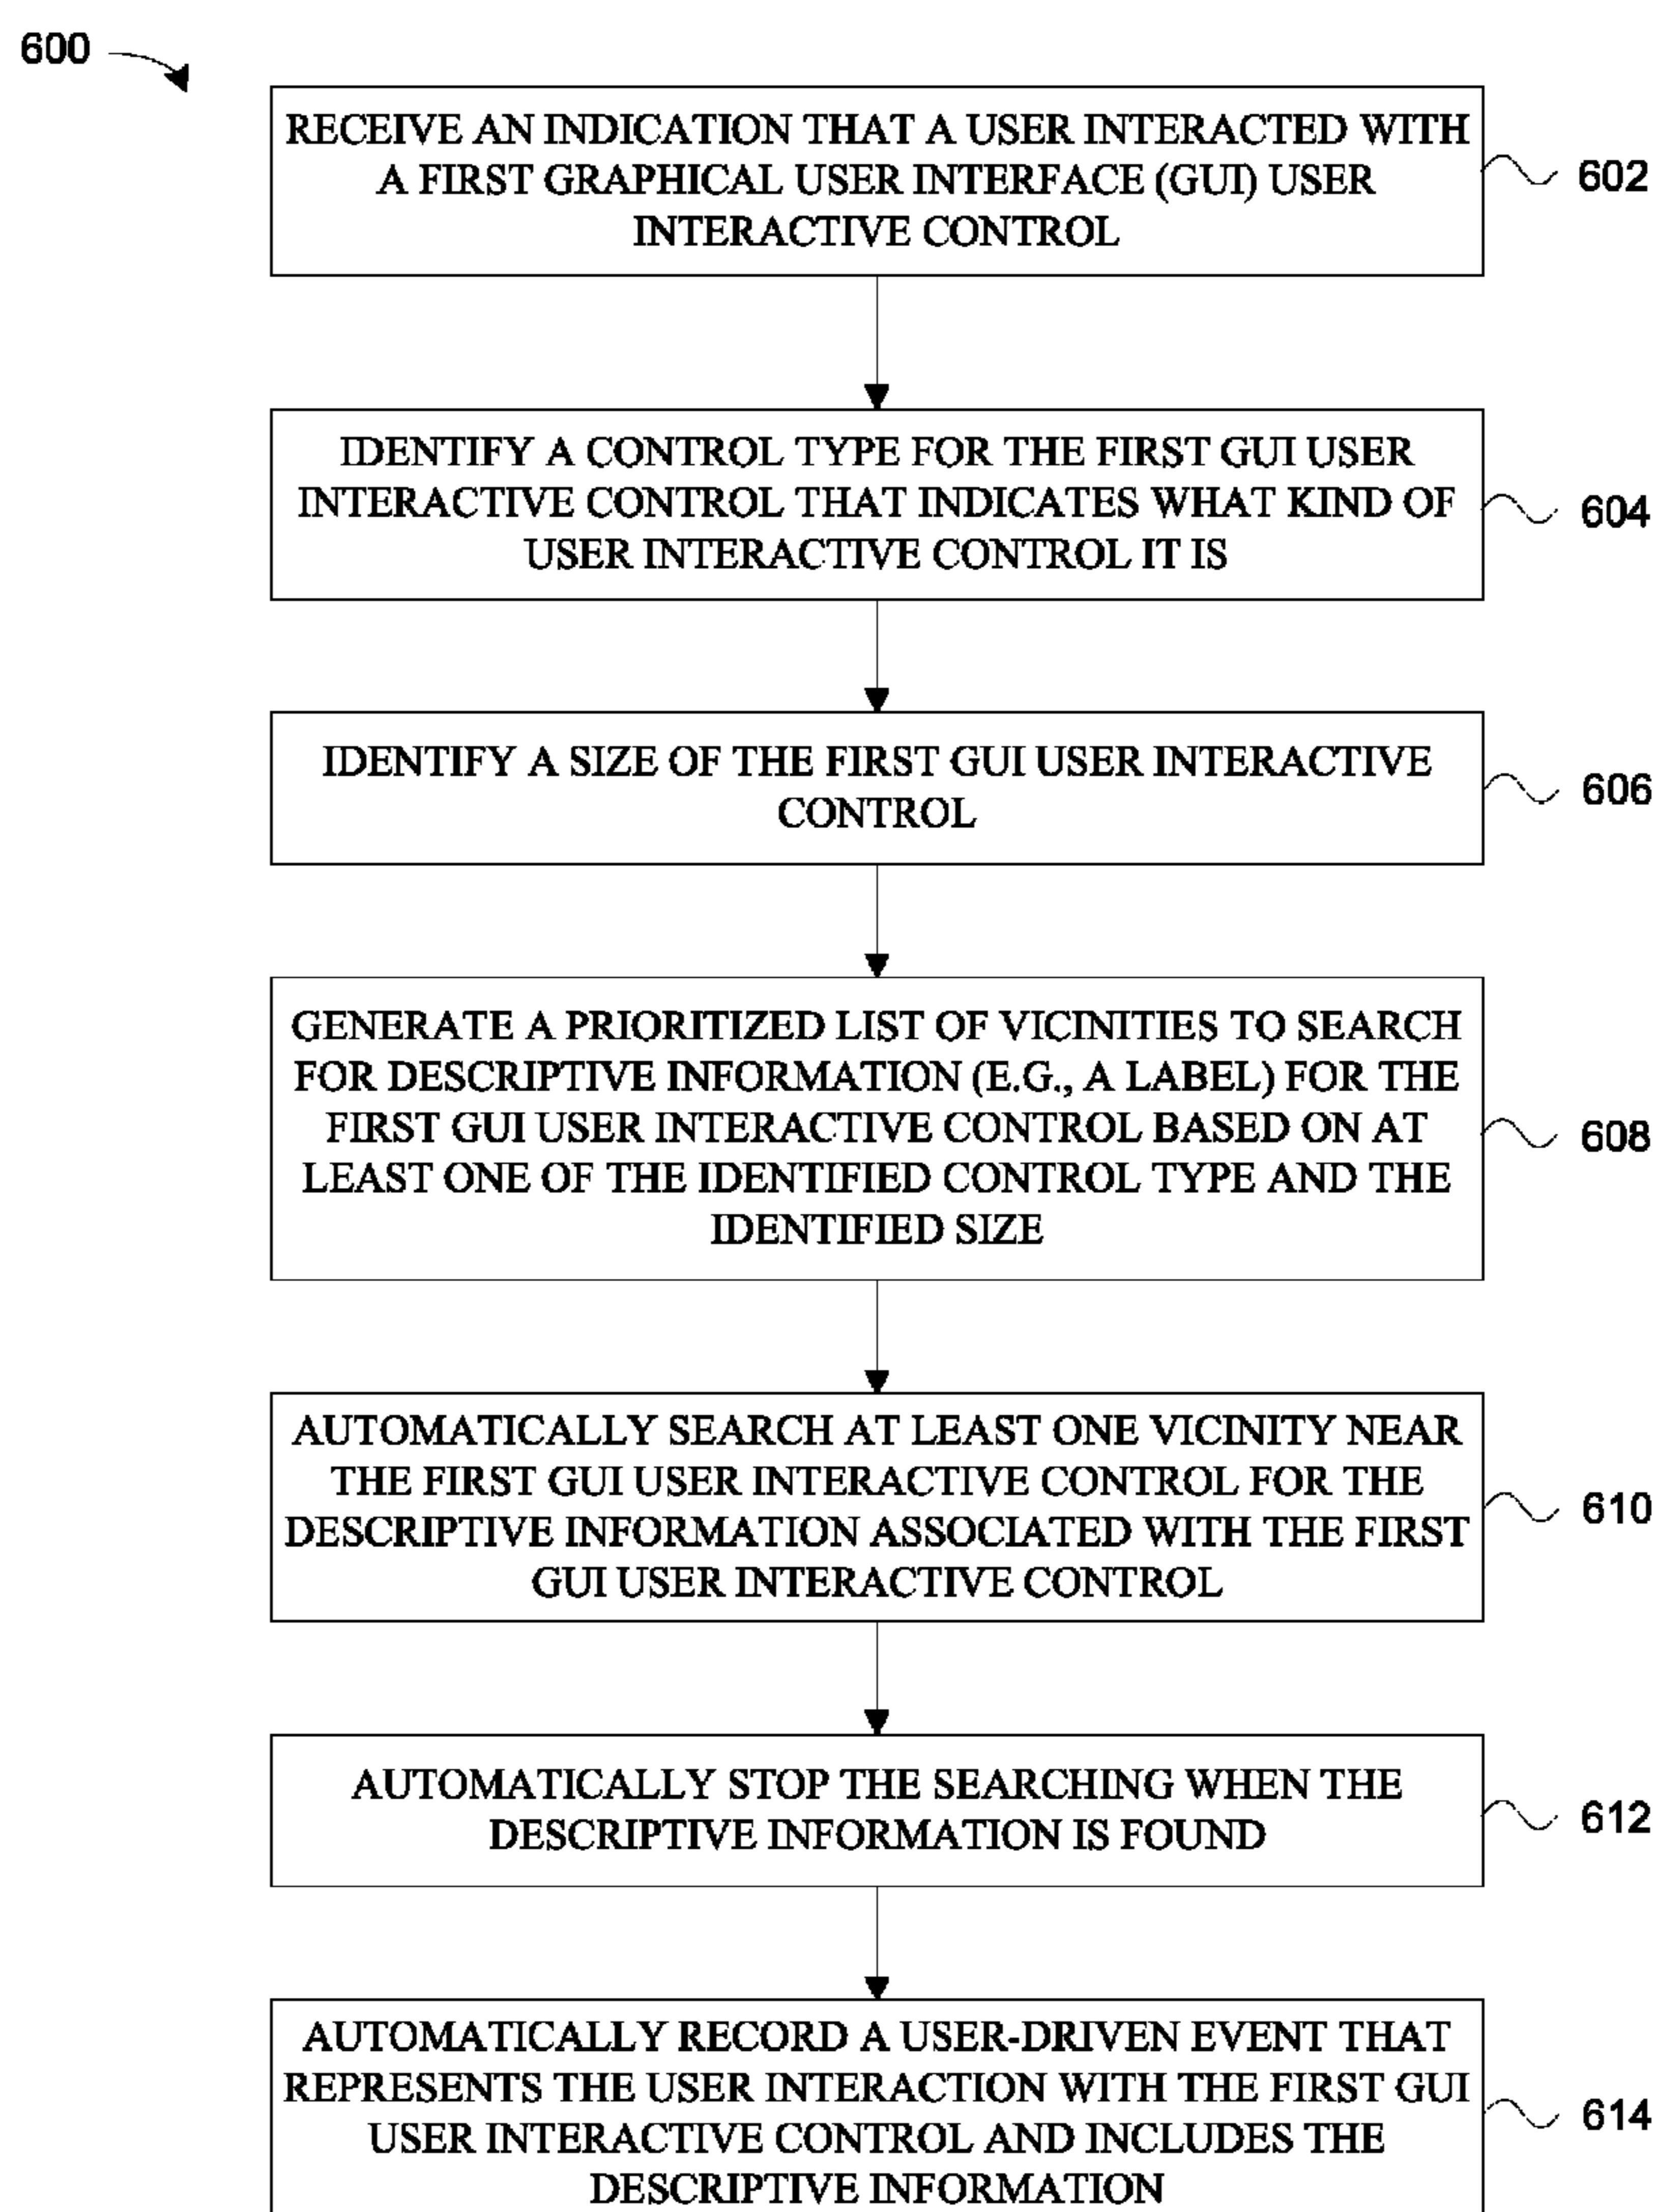 600
RECEIVE AN INDICATION THAT A USER INTERACTED WITH
A FIRST GRAPHICAL USER INTERFACE (GUI) USER
INTERACTIVE CONTROL
602
IDENTIFY A CONTROL TYPE FOR THE FIRST GUI USER
INTERACTIVE CONTROL THAT INDICATES WHAT KIND OF
USER INTERACTIVE CONTROL IT IS
604
IDENTIFY A SIZE OF THE FIRST GUI USER INTERACTIVE
CONTROL
606
GENERATE A PRIORITIZED LIST OF VICINITIES TO SEARCH
FOR DESCRIPTIVE INFORMATION (E.G., A LABEL) FOR THE
FIRST GUI USER INTERACTIVE CONTROL BASED ON AT
LEAST ONE OF THE IDENTIFIED CONTROL TYPE AND THE
IDENTIFIED SIZE
608
AUTOMATICALLY SEARCH AT LEAST ONE VICINITY NEAR
THE FIRST GUI USER INTERACTIVE CONTROL FOR THE
DESCRIPTIVE INFORMATION ASSOCIATED WITH THE FIRST
GUI USER INTERACTIVE CONTROL
610
AUTOMATICALLY STOP THE SEARCHING WHEN THE
DESCRIPTIVE INFORMATION IS FOUND
612
AUTOMATICALLY RECORD A USER-DRIVEN EVENT THAT
REPRESENTS THE USER INTERACTION WITH THE FIRST GUI
USER INTERACTIVE CONTROL AND INCLUDES THE
DESCRIPTIVE INFORMATION
614